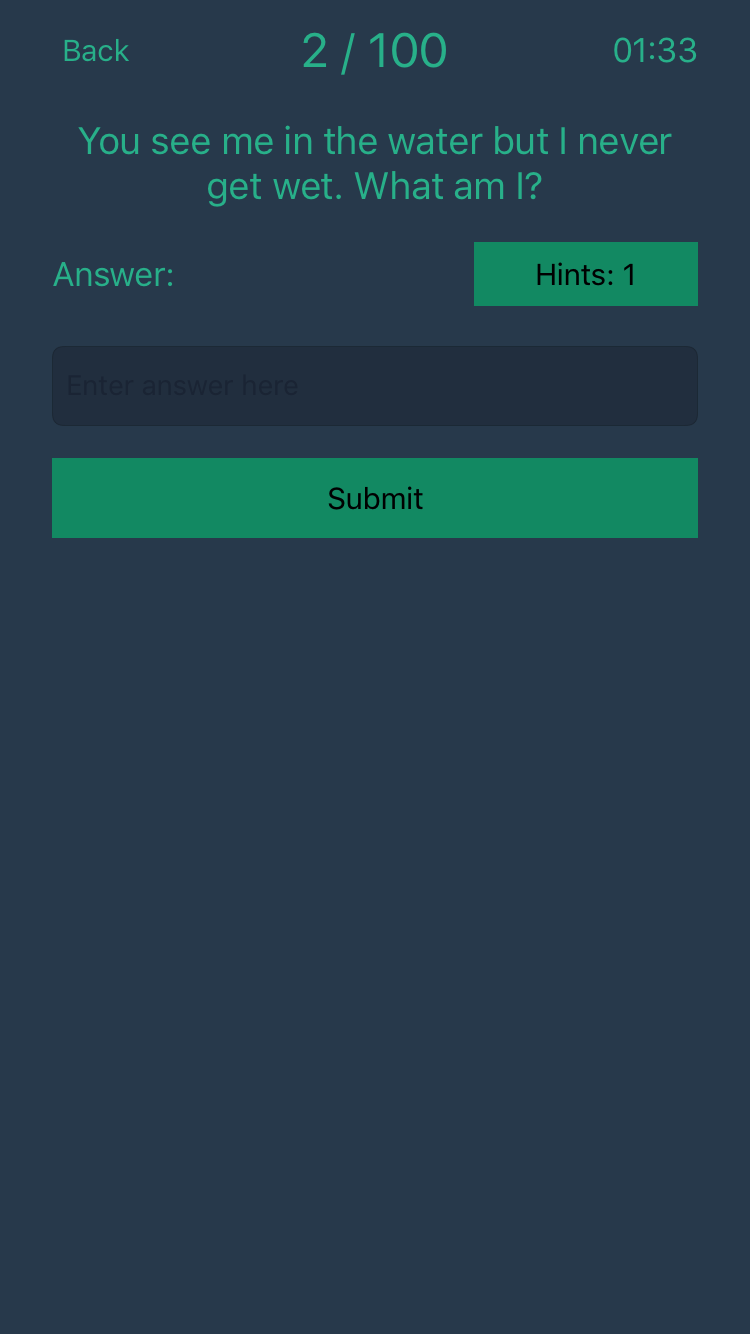 Back
2 / 100
01:33
You see me in the water but I never
get wet. What am I?
Answer:
Hints: 1
Enter answer here
Submit